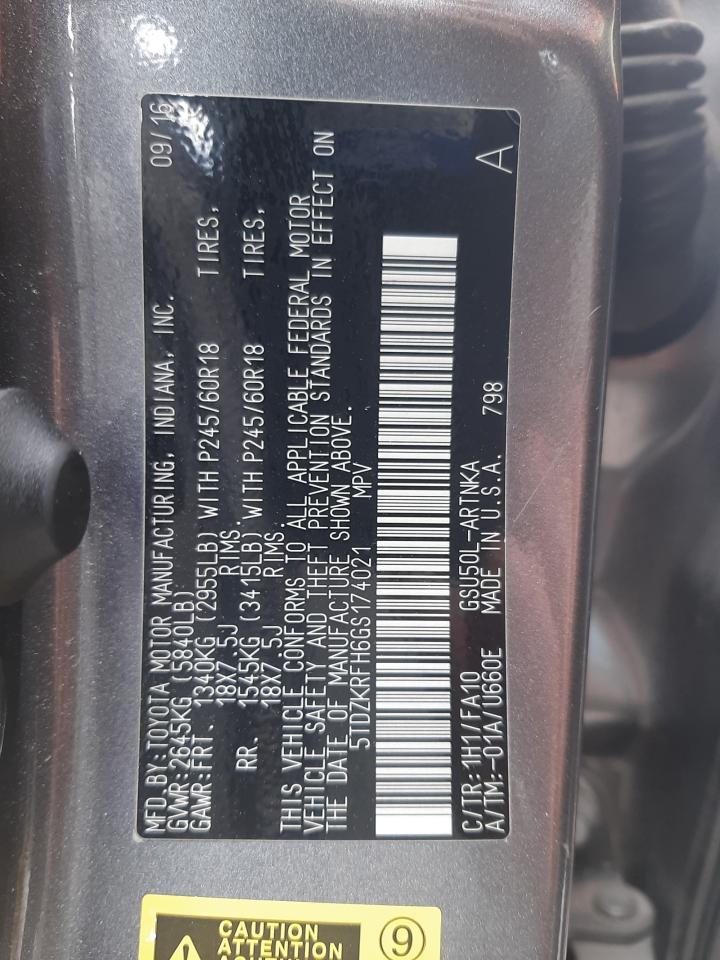 MFD.BY:TOYOTA MOTOR MANUFACTURING, INDIANA, INC. 09/16
GVWR:2645KG (5840LB)
GAWR:FRT. 1340KG (2955LB) WITH P245/60R18 TIRES,
18X7.5J RIMS.
RR. 1545KG (3415LB) WITH P245/60R18 TIRES,
18X7.5J RIMS.
THIS VEHICLE CONFORMS TO ALL APPLICABLE FEDERAL MOTOR
VEHICLE SAFETY AND THEFT PREVENTION STANDARDS IN EFFECT ON
THE DATE OF MANUFACTURE SHOWN ABOVE.
5TDZKRFH6GS174021 MPV
C/TR:1H1/FA10 GSU50L-ARTNKA
A/TM:-01A/U660E MADE IN U.S.A. 798 A
CAUTION
ATTENTION
9